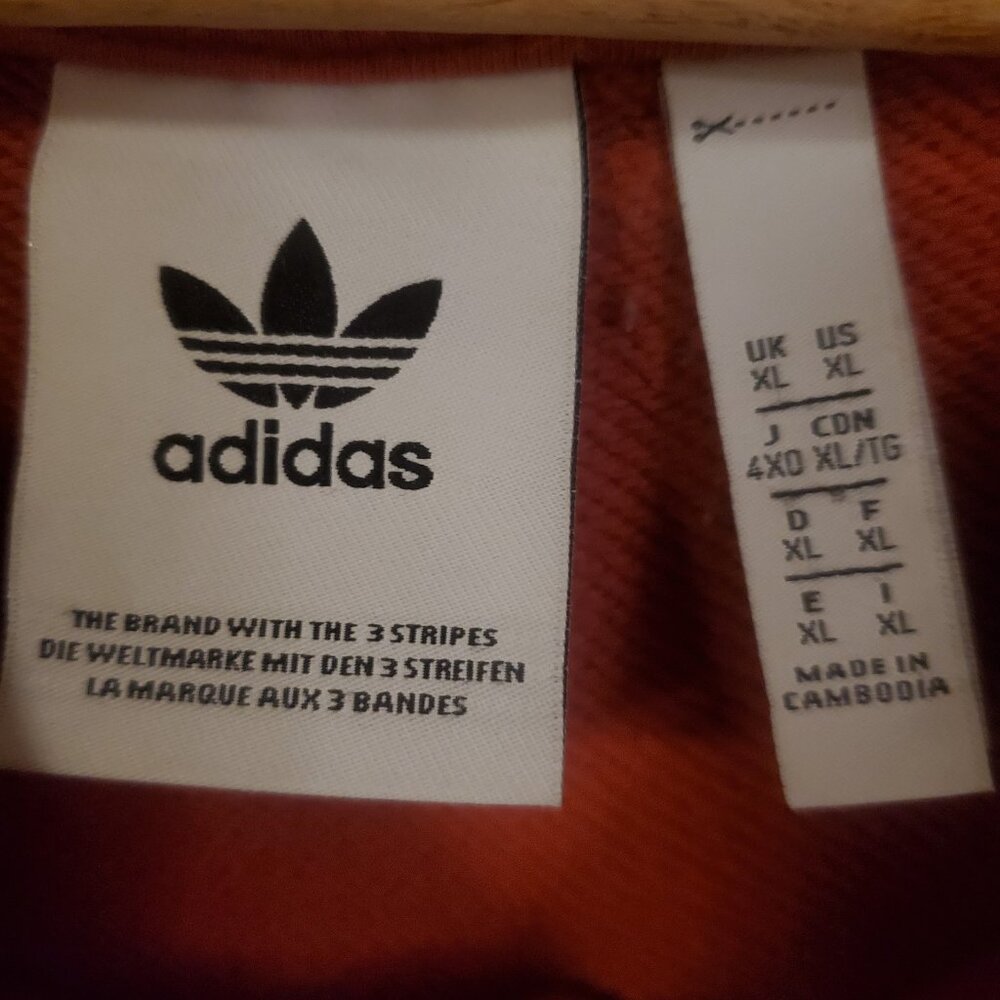 adidas
THE BRAND WITH THE 3 STRIPES
DIE WELTMARKE MIT DEN 3 STREIFEN
LA MARQUE AUX 3 BANDES
UK US
XL XL
J CDN
4XO XL/TG
D F
XL XL
E I
XL XL
MADE IN
CAMBODIA